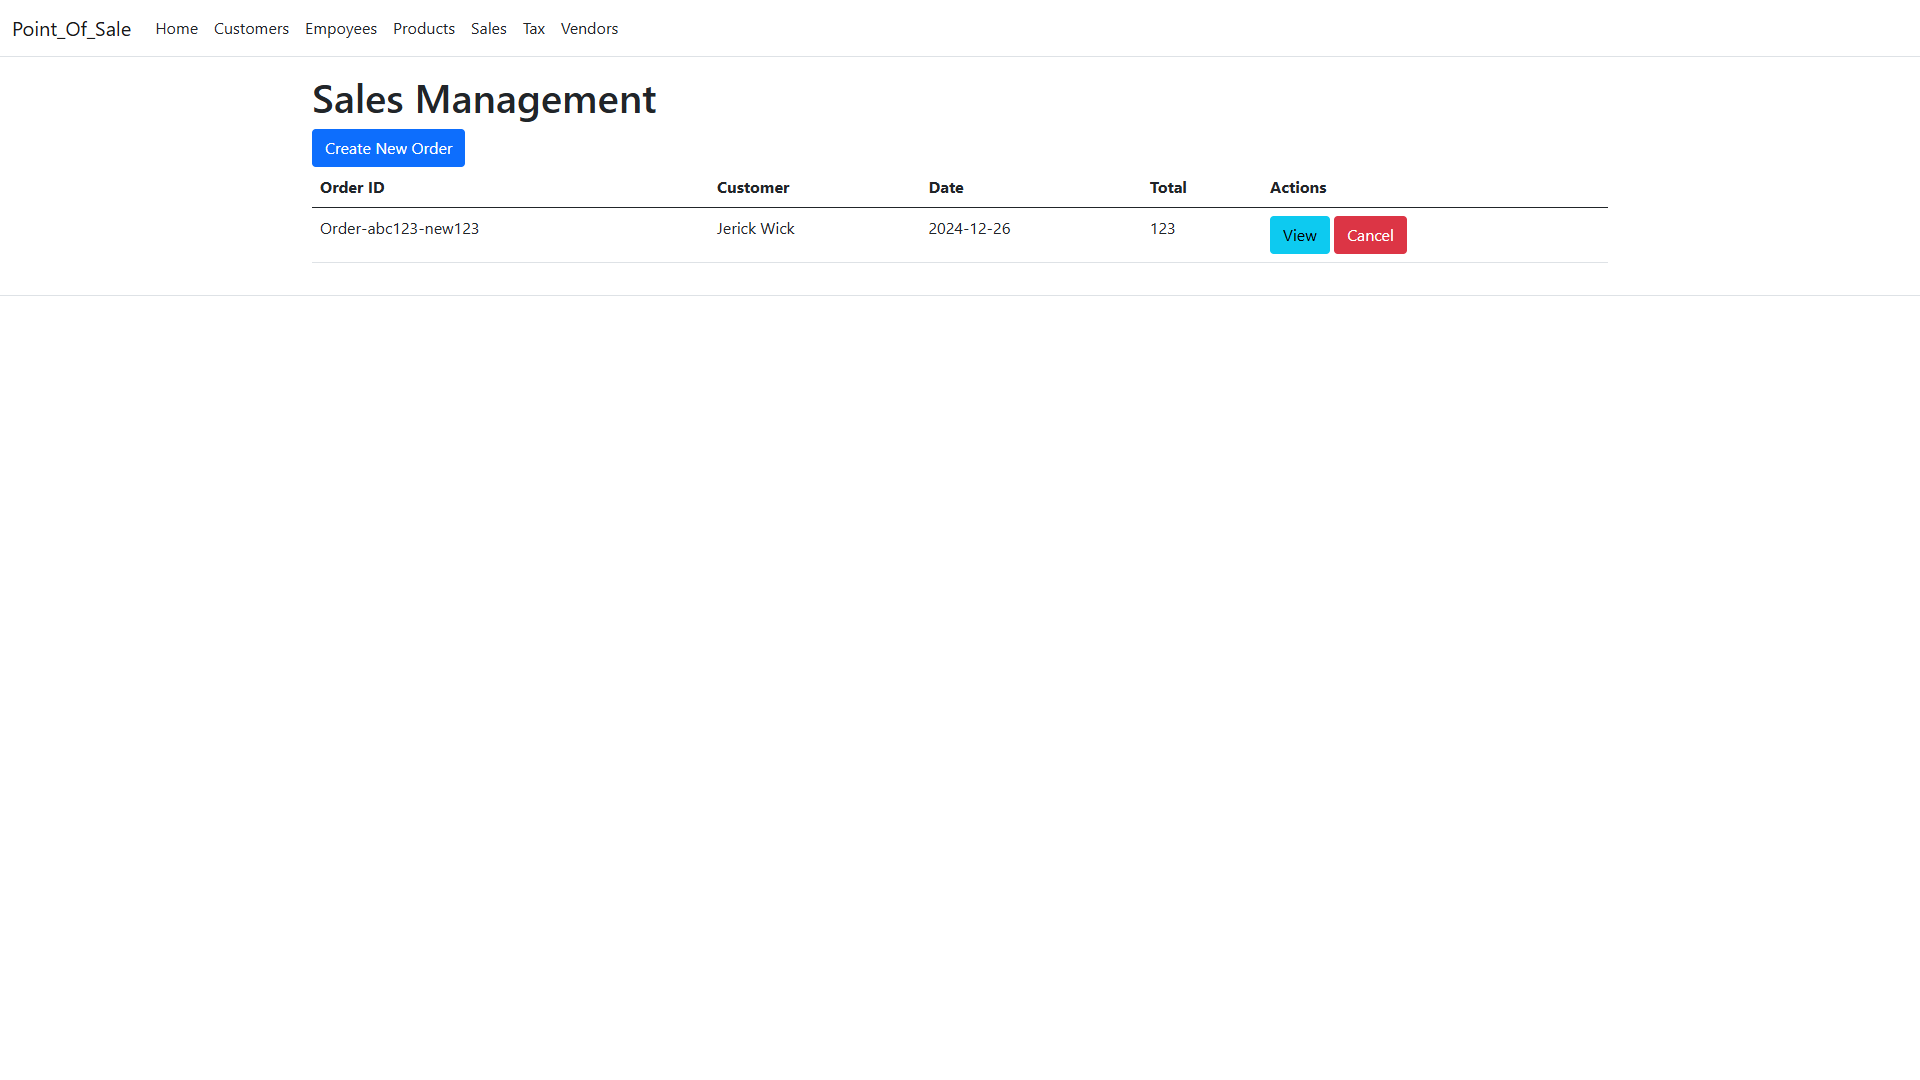 Point_Of_Sale Home Customers Empoyees Products Sales Tax Vendors
Sales Management
Create New Order
Order ID Customer Date Total Actions
Order-abc123-new123 Jerick Wick 2024-12-26 123 View Cancel